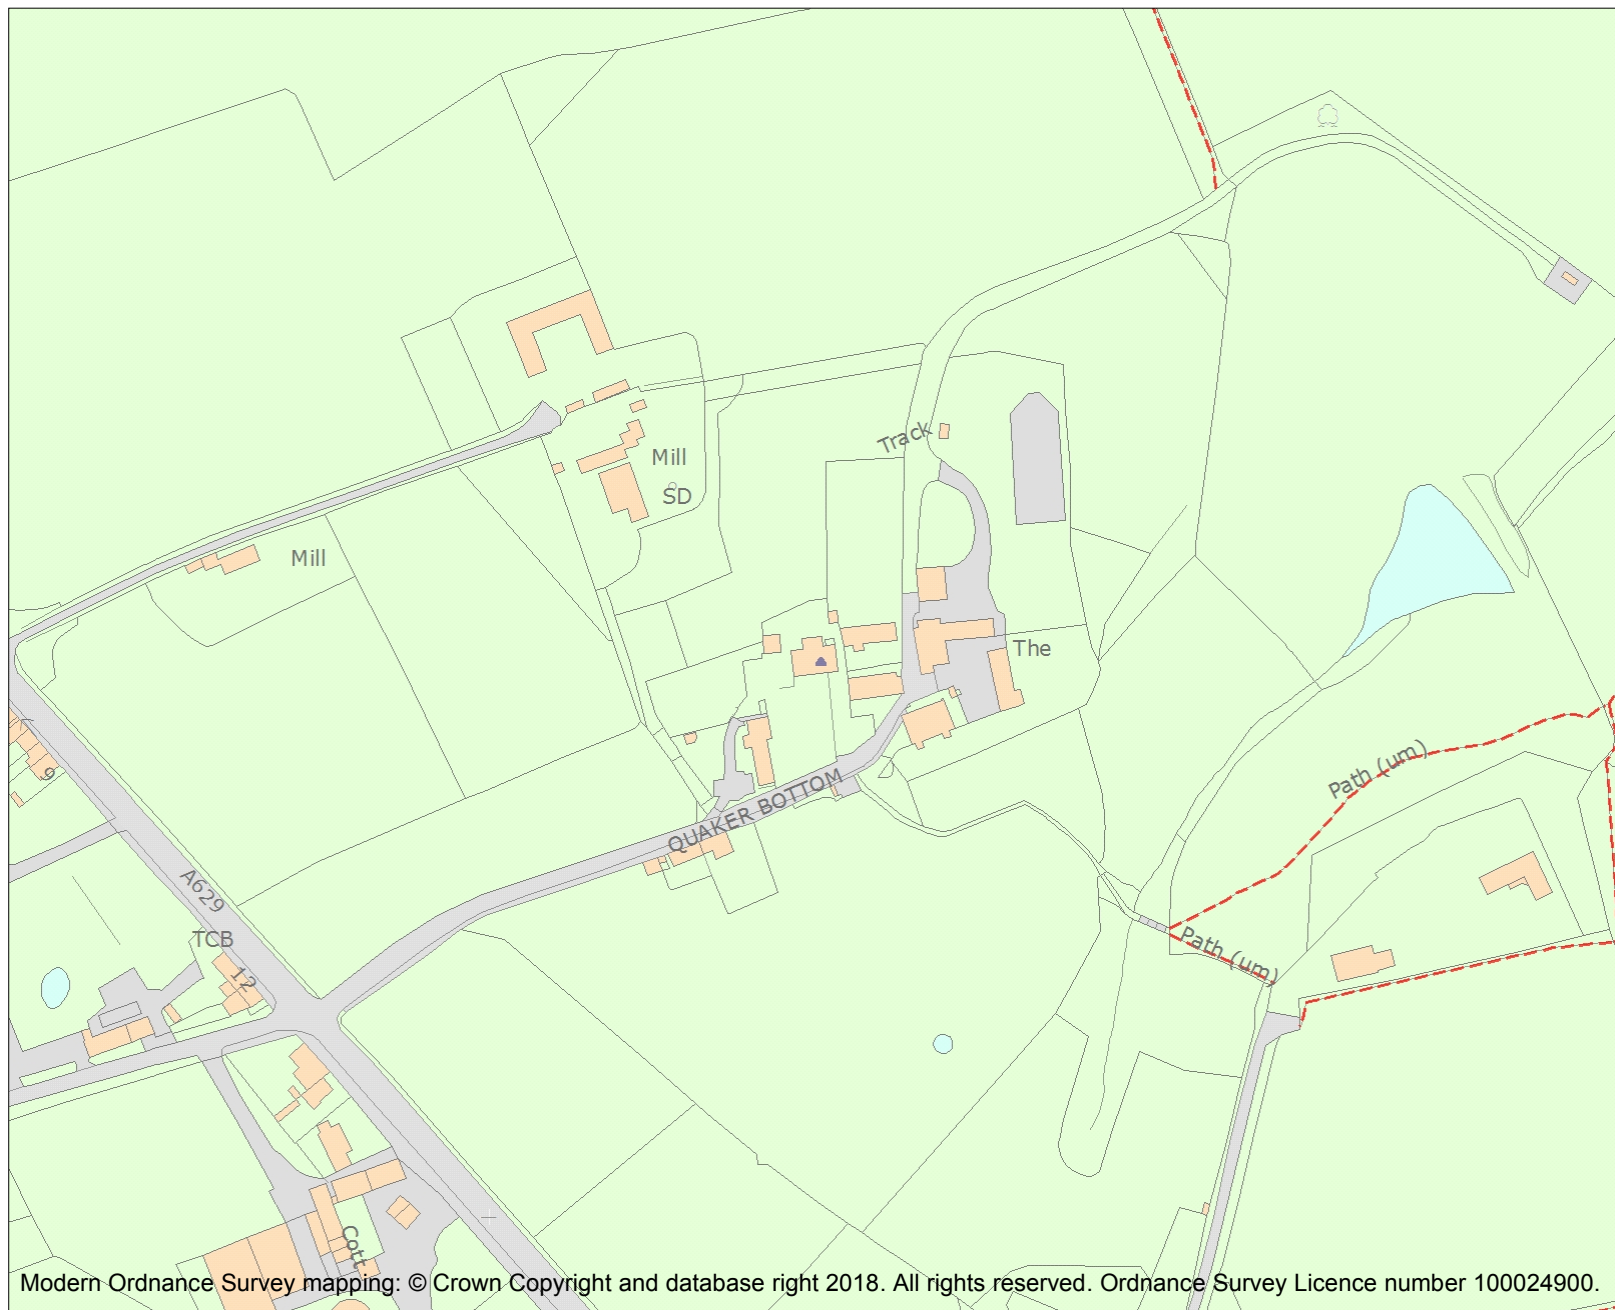 Track
Mill
SD
Mill
The
9
Path (um)
QUAKER BOTTOM
A629
TCB
12
Path (um)
Cott
Modern Ordnance Survey mapping: © Crown Copyright and database right 2018. All rights reserved. Ordnance Survey Licence number 100024900.